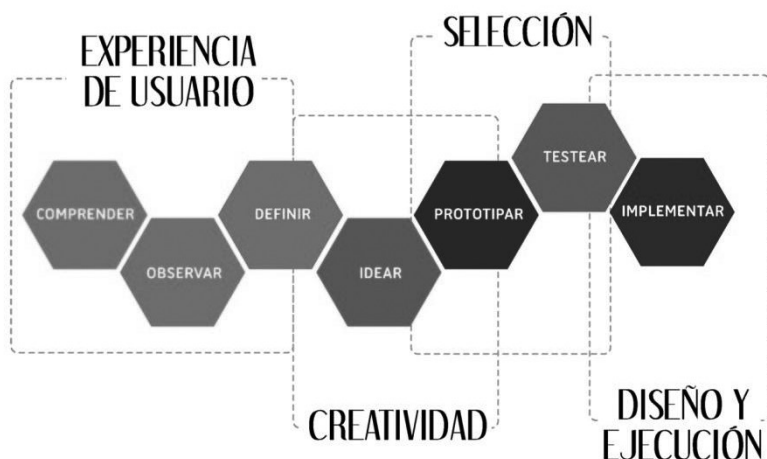 EXPERIENCIA
DE USUARIO
SELECCIÓN
COMPRENDER
OBSERVAR
DEFINIR
IDEAR
PROTOTIPAR
TESTEAR
IMPLEMENTAR
CREATIVIDAD
DISEÑO Y
EJECUCIÓN